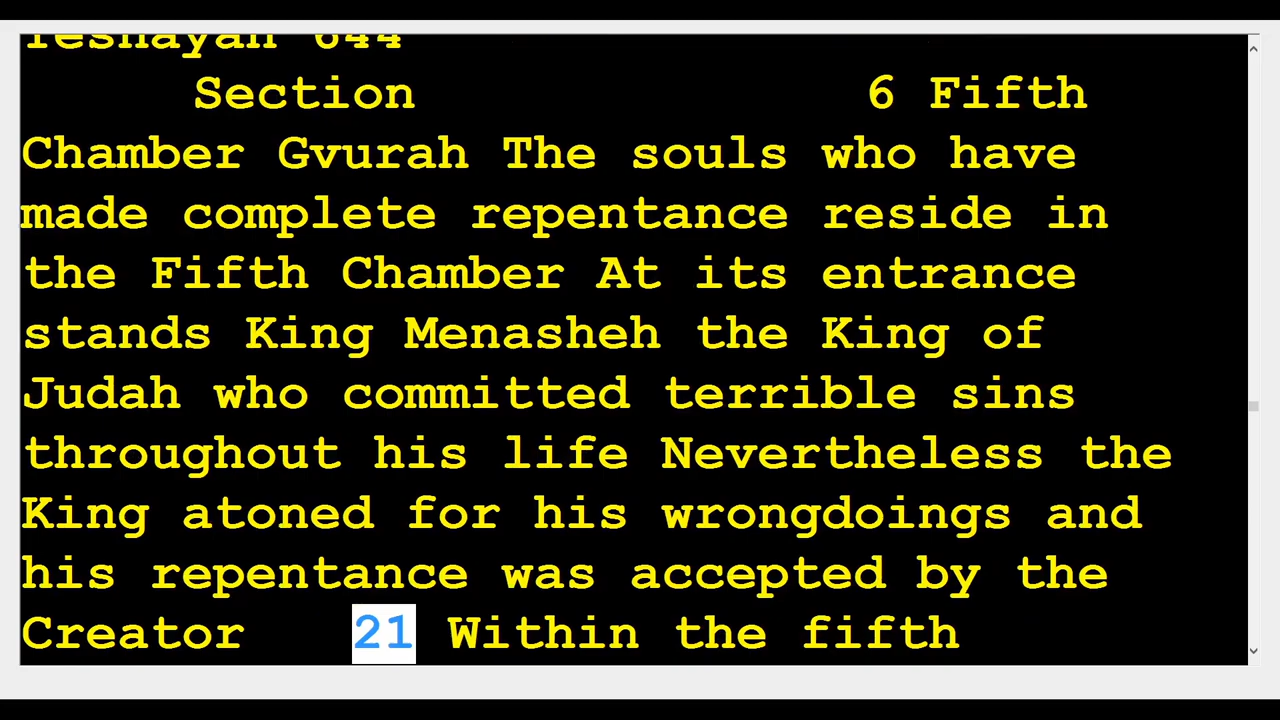 Yeshayah 644
Section 6 Fifth
Chamber Gvurah The souls who have
made complete repentance reside in
the Fifth Chamber At its entrance
stands King Menasheh the King of
Judah who committed terrible sins
throughout his life Nevertheless the
King atoned for his wrongdoings and
his repentance was accepted by the
Creator 21 Within the fifth